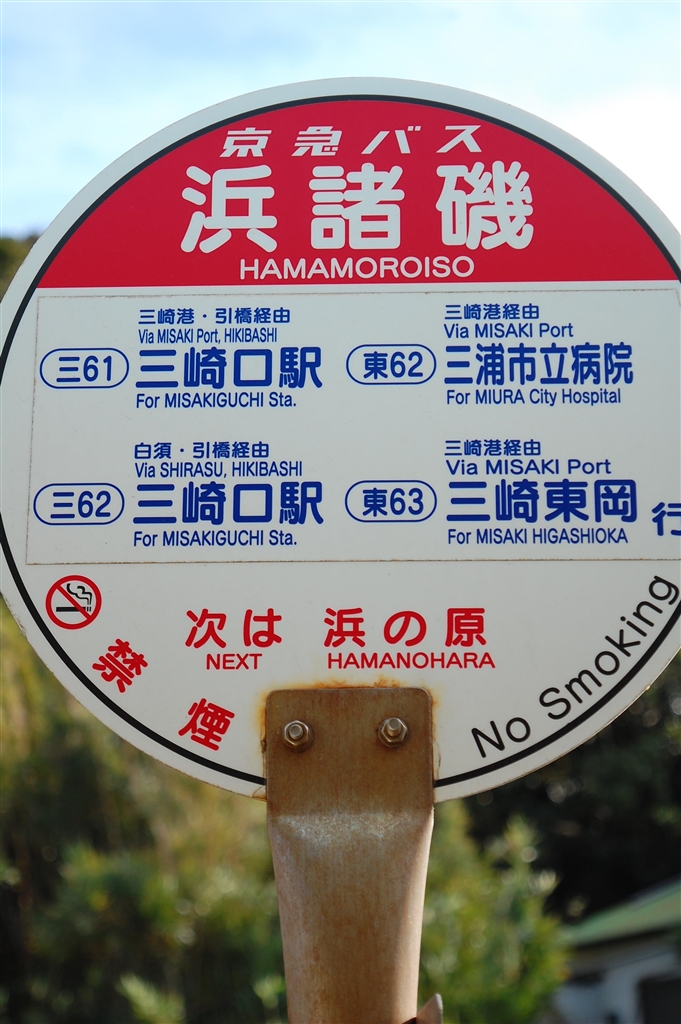 京急バス
浜諸磯
HAMAMOROISO
三崎港・引橋経由
Via MISAKI Port, HIKIBASHI
三61 三崎口駅
For MISAKIGUCHI Sta.
三崎港経由
Via MISAKI Port
東62 三浦市立病院
For MIURA City Hospital
白須・引橋経由
Via SHIRASU, HIKIBASHI
三62 三崎口駅
For MISAKIGUCHI Sta.
三崎港経由
Via MISAKI Port
東63 三崎東岡
For MISAKI HIGASHIOKA
行
次は 浜の原
NEXT HAMANOHARA
禁煙
No Smoking